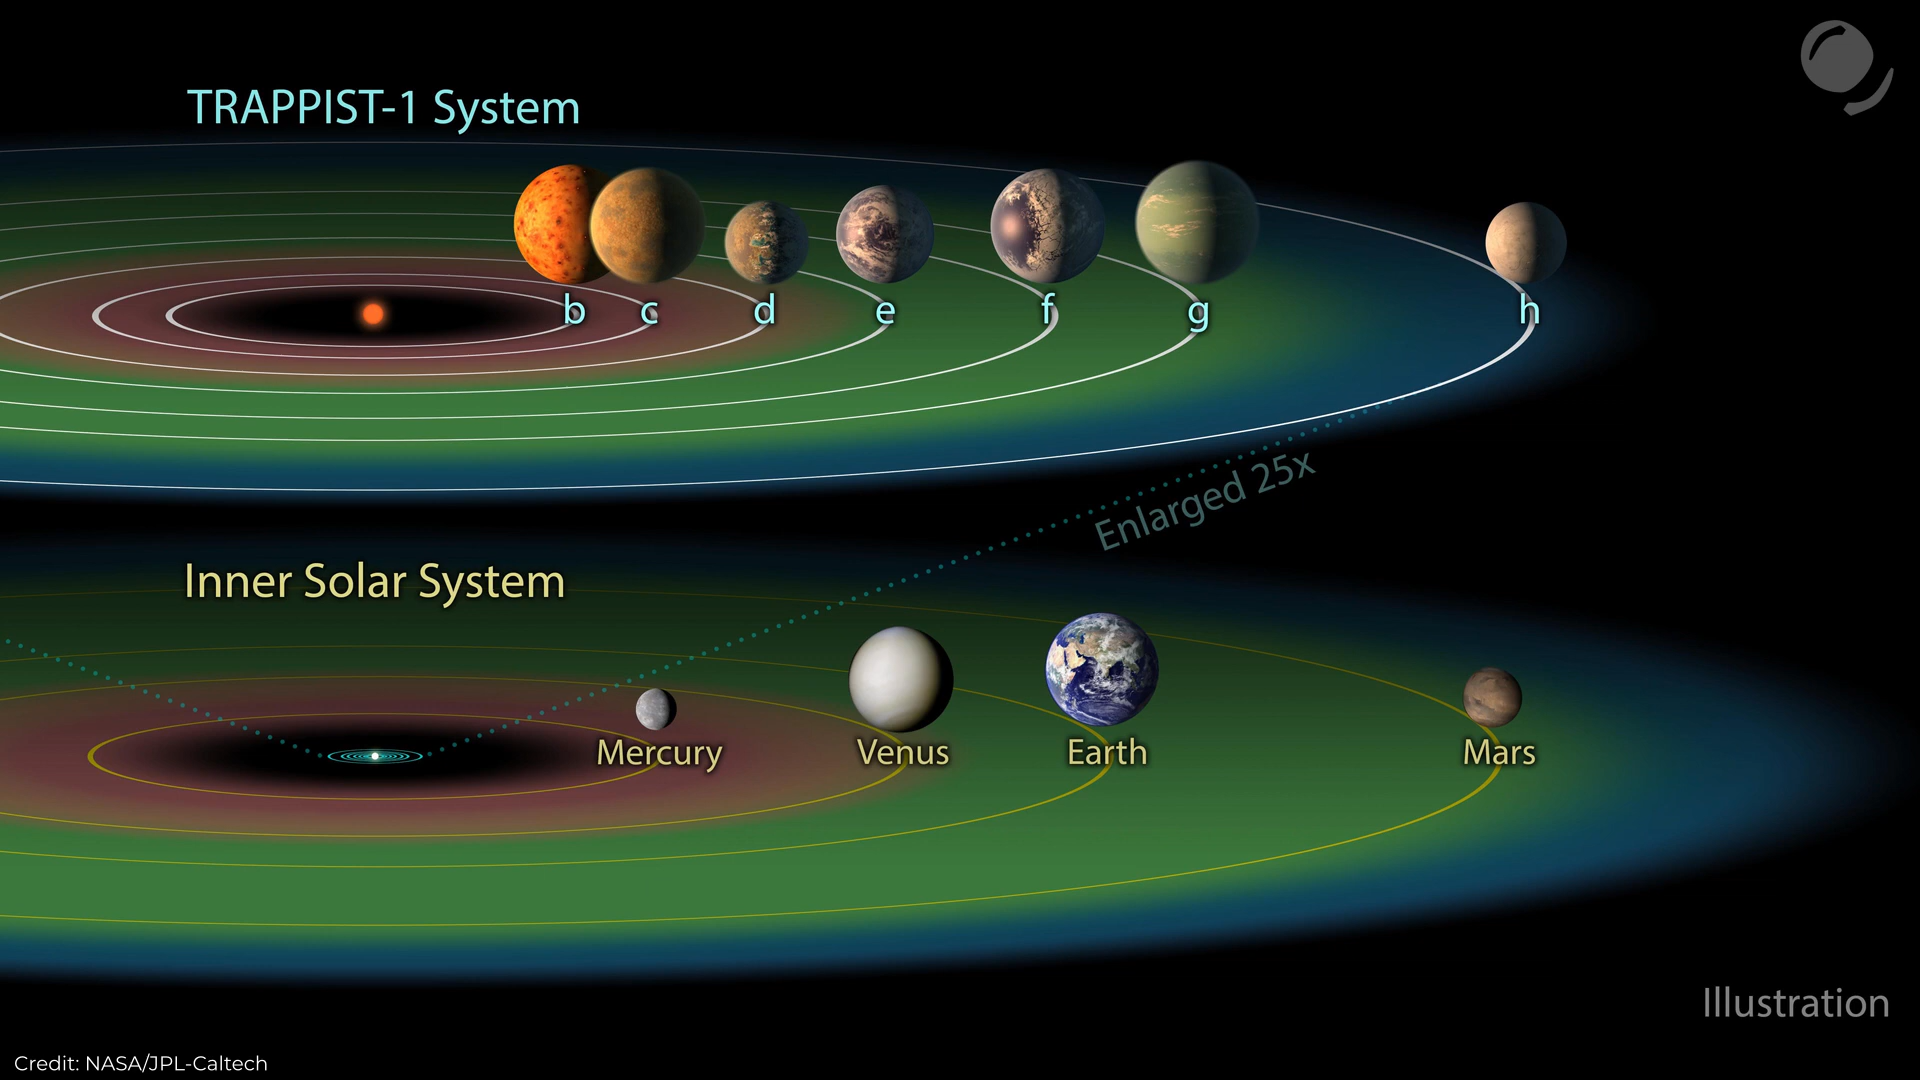 TRAPPIST-1 System
b c d e f g h
Enlarged 25x
Inner Solar System
Mercury Venus Earth Mars
Illustration
Credit: NASA/JPL-Caltech